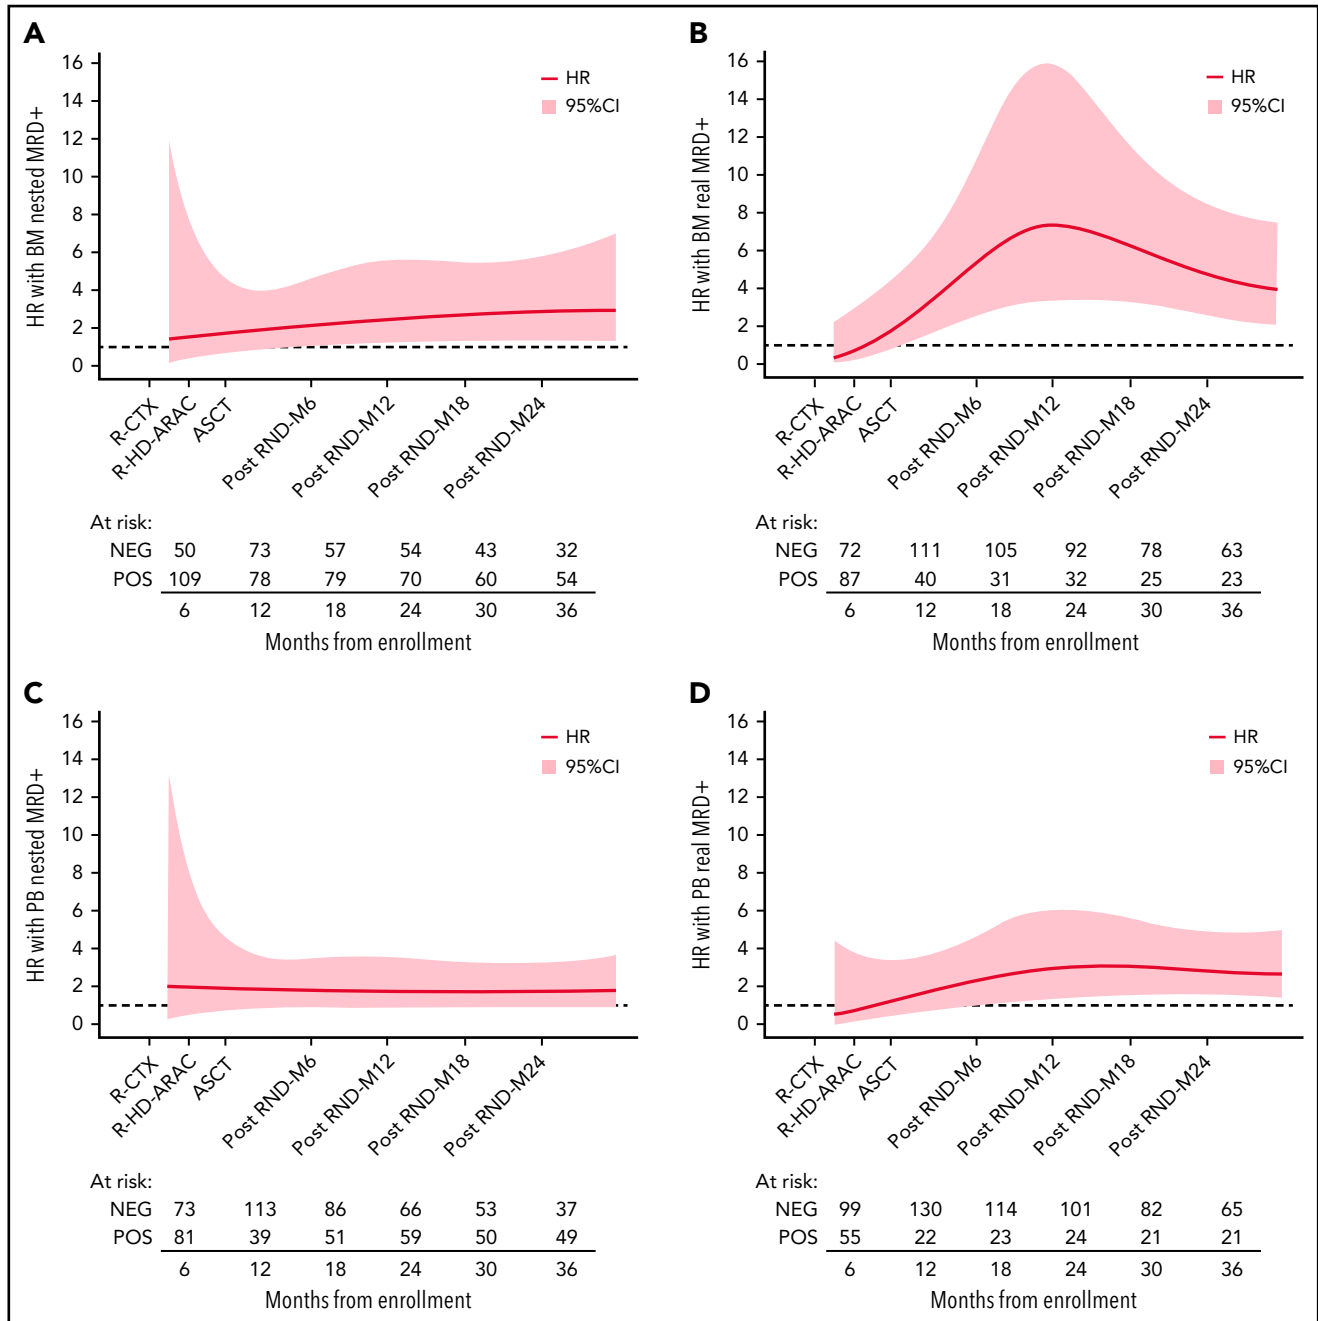 A
HR with BM nested MRD+
16
14
12
10
8
6
4
2
0
HR
95%CI
R-CTX
R-HD-ARAC
ASCT
Post RND-M6
Post RND-M12
Post RND-M18
Post RND-M24
At risk:
NEG 50 73 57 54 43 32
POS 109 78 79 70 60 54
6 12 18 24 30 36
Months from enrollment
B
HR with BM real MRD+
16
14
12
10
8
6
4
2
0
HR
95%CI
R-CTX
R-HD-ARAC
ASCT
Post RND-M6
Post RND-M12
Post RND-M18
Post RND-M24
At risk:
NEG 72 111 105 92 78 63
POS 87 40 31 32 25 23
6 12 18 24 30 36
Months from enrollment
C
HR with PB nested MRD+
16
14
12
10
8
6
4
2
0
HR
95%CI
R-CTX
R-HD-ARAC
ASCT
Post RND-M6
Post RND-M12
Post RND-M18
Post RND-M24
At risk:
NEG 73 113 86 66 53 37
POS 81 39 51 59 50 49
6 12 18 24 30 36
Months from enrollment
D
HR with PB real MRD+
16
14
12
10
8
6
4
2
0
HR
95%CI
R-CTX
R-HD-ARAC
ASCT
Post RND-M6
Post RND-M12
Post RND-M18
Post RND-M24
At risk:
NEG 99 130 114 101 82 65
POS 55 22 23 24 21 21
6 12 18 24 30 36
Months from enrollment